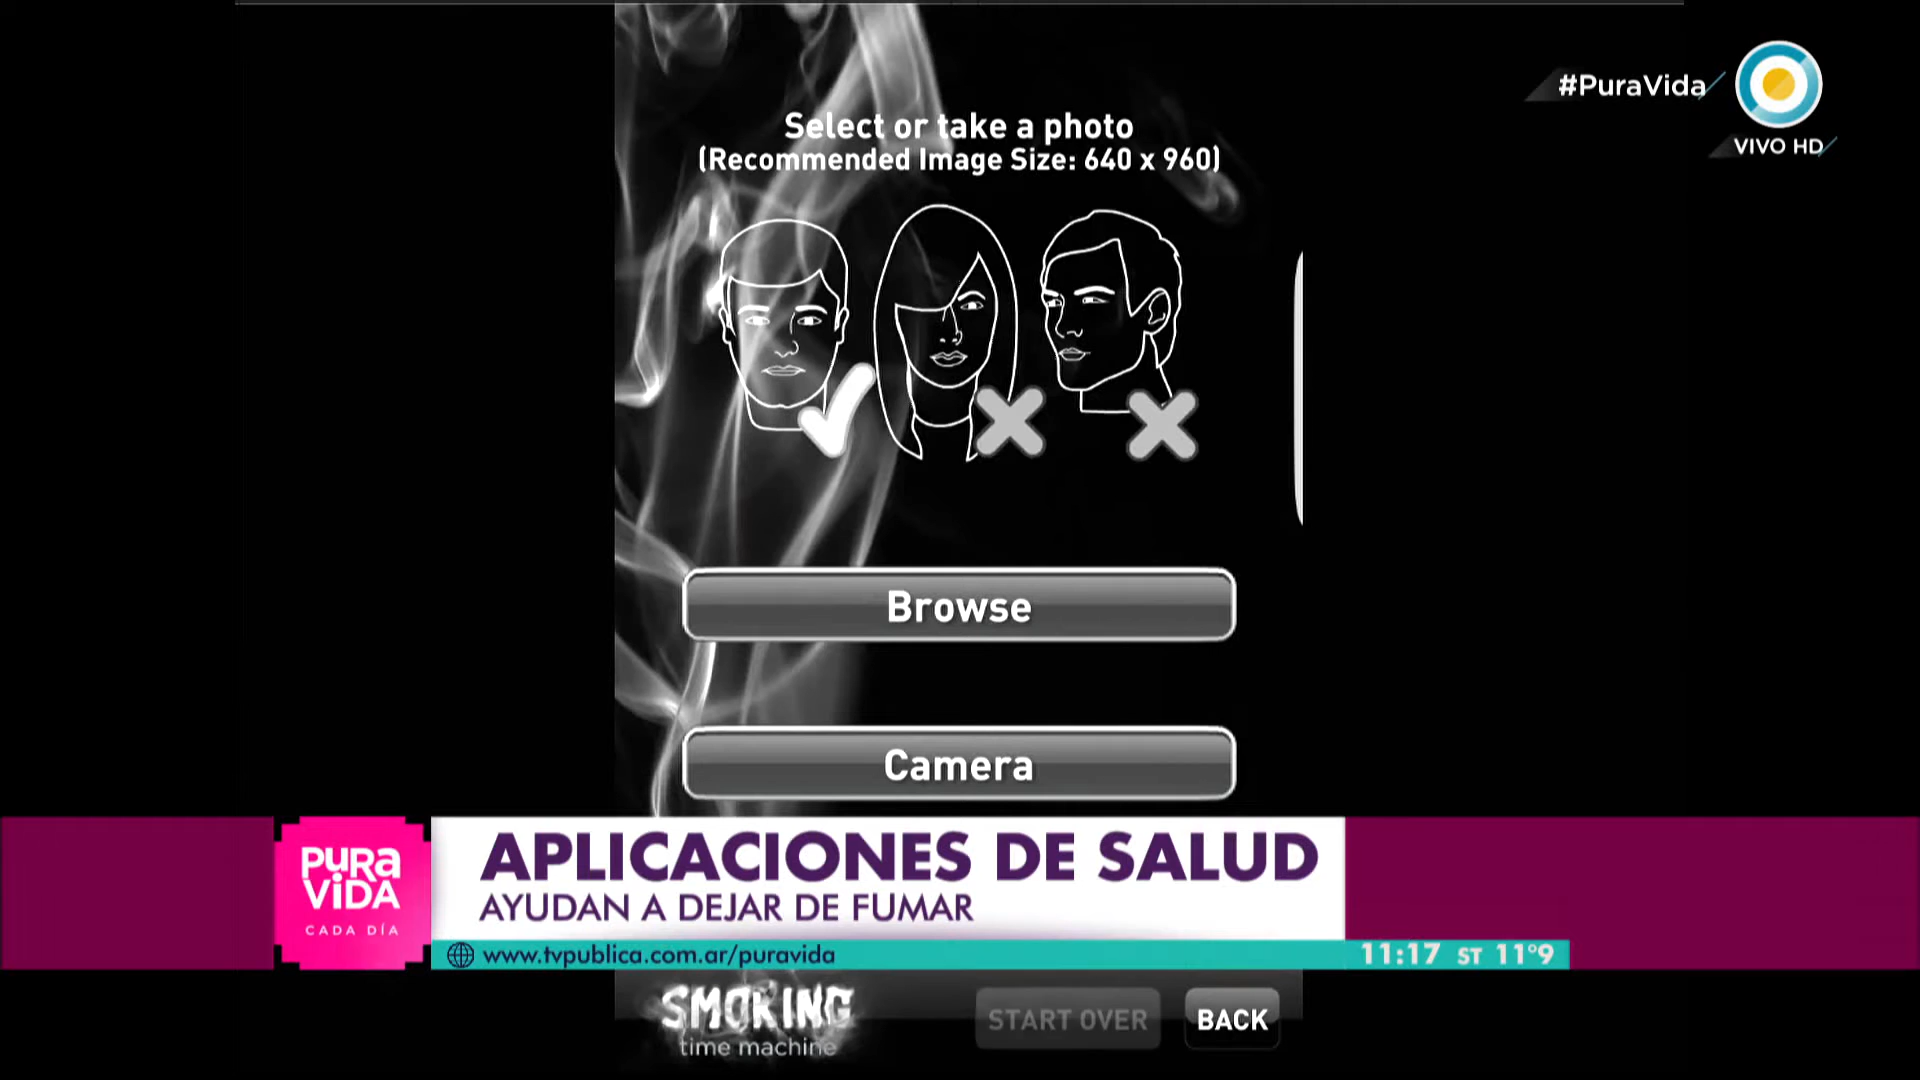 #PuraVida
VIVO HD
Select or take a photo
(Recommended Image Size: 640 x 960)
Browse
Camera
PURA
VIDA
CADA DÍA
APLICACIONES DE SALUD
AYUDAN A DEJAR DE FUMAR
www.tvpublica.com.ar/puravida
11:17 ST 11°9
SMOKING
time machine
START OVER
BACK